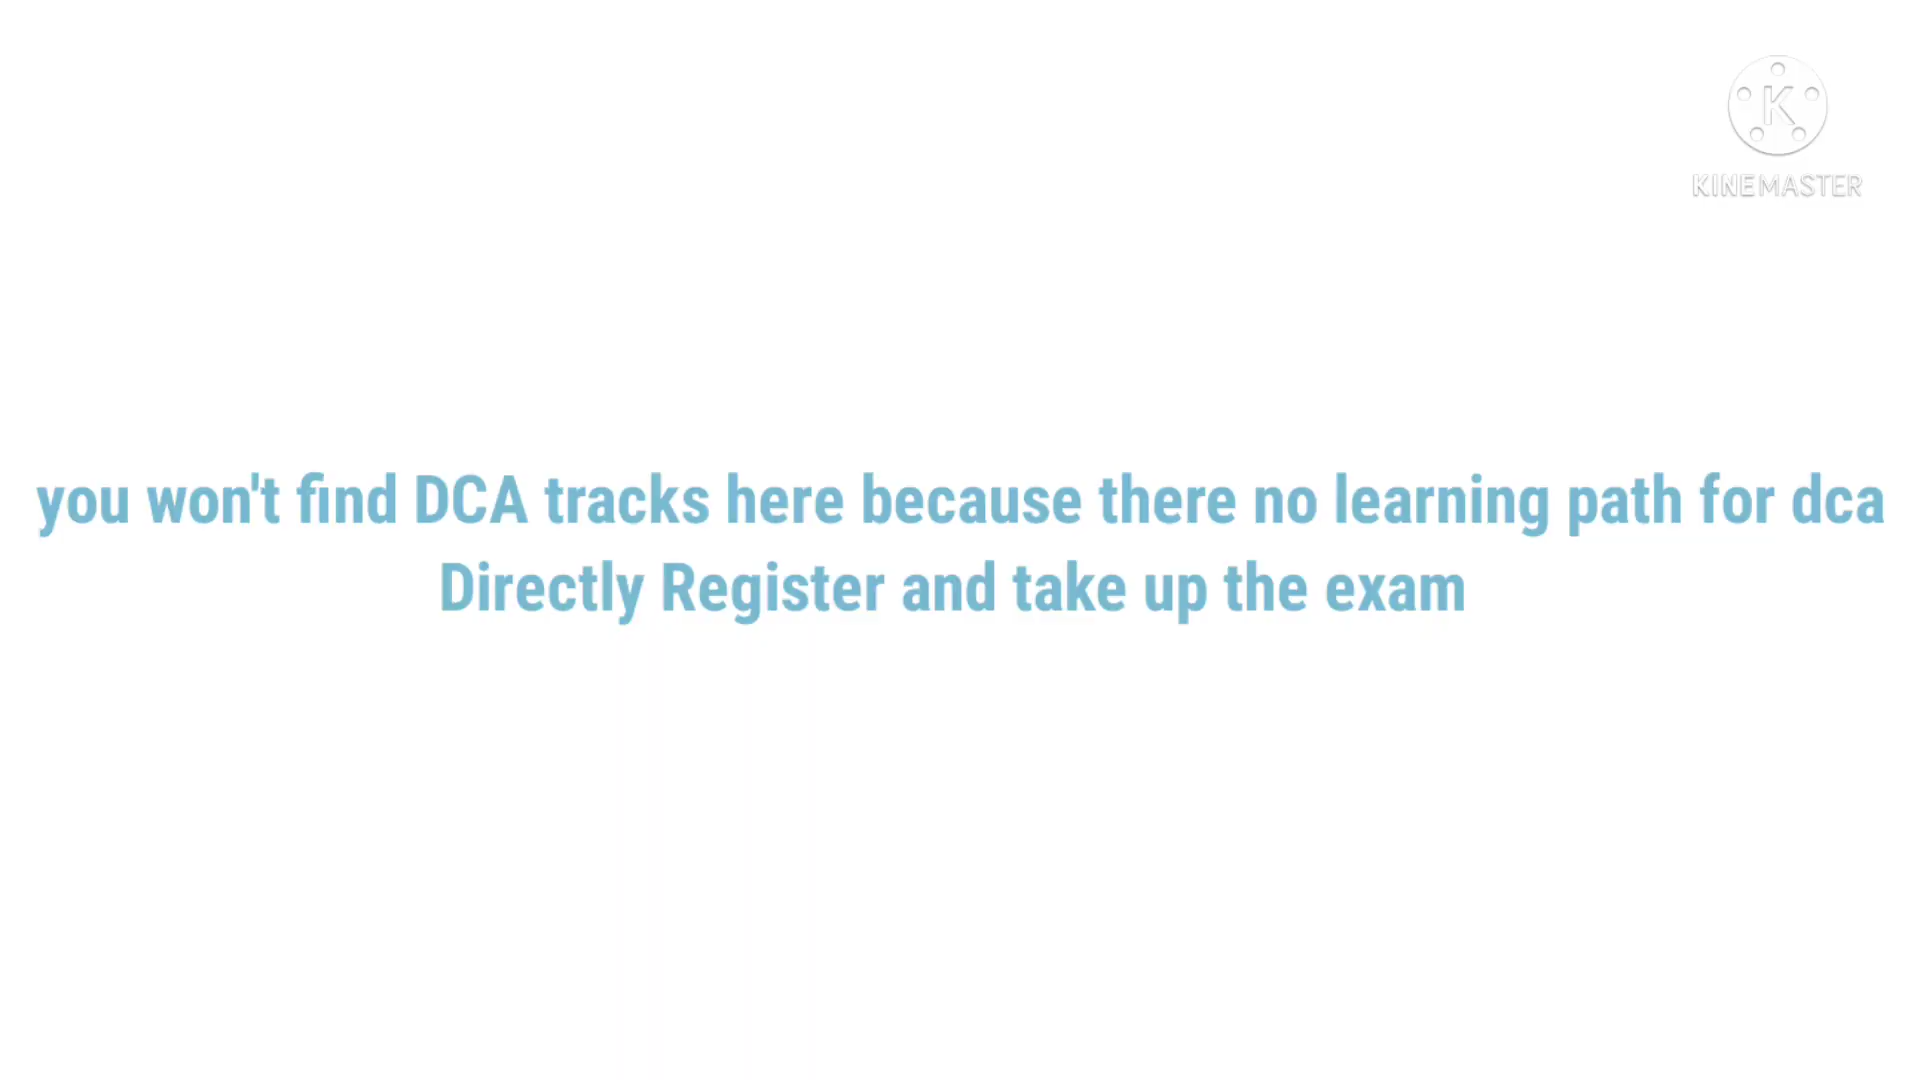 K
KINEMASTER
you won't find DCA tracks here because there no learning path for dca
Directly Register and take up the exam